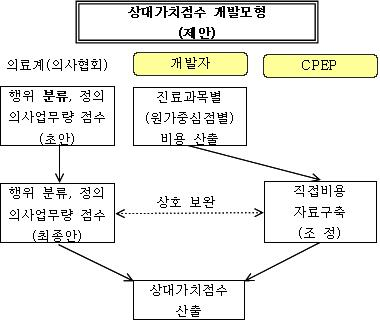 상대가치점수 개발모형
(제안)
의료계(의사협회)
개발자
CPEP
행위 분류, 정의
의사업무량 점수
(초안)
진료과목별
(원가중심점별)
비용 산출
행위 분류, 정의
의사업무량 점수
(최종안)
상호 보완
직접비용
자료구축
(조 정)
상대가치점수
산출